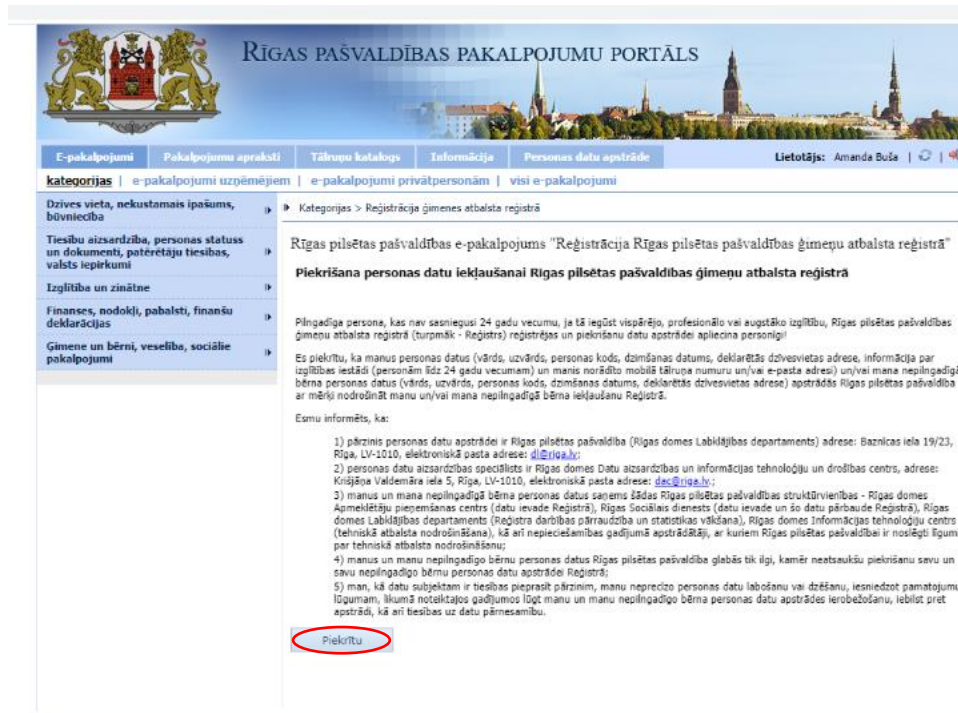 RĪGAS PAŠVALDĪBAS PAKALPOJUMU PORTĀLS
E-pakalpojumi Pakalpojumu apraksti Tālruņu katalogs Informācija Personas datu apstrāde Lietotājs: Amanda Buša |
kategorijas | e-pakalpojumi uzņēmējiem | e-pakalpojumi privātpersonām | visi e-pakalpojumi
Dzīves vieta, nekustamais īpašums,
būvniecība
Tiesību aizsardzība, personas statuss
un dokumenti, patērētāju tiesības,
valsts iepirkumi
Izglītība un zinātne
Finanses, nodokļi, pabalsti, finanšu
deklarācijas
Ģimene un bērni, veselība, sociālie
pakalpojumi
Kategorijas > Reģistrācija ģimenes atbalsta reģistrā
Rīgas pilsētas pašvaldības e-pakalpojums "Reģistrācija Rīgas pilsētas pašvaldības ģimeņu atbalsta reģistrā"
Piekrišana personas datu iekļaušanai Rīgas pilsētas pašvaldības ģimeņu atbalsta reģistrā
Pilngadīga persona, kas nav sasniegusi 24 gadu vecumu, ja tā iegūst vispārējo, profesionālo vai augstāko izglītību, Rīgas pilsētas pašvaldības
ģimeņu atbalsta reģistrā (turpmāk - Reģistrs) reģistrējas un piekrišanu datu apstrādei apliecina personīgi!
Es piekrītu, ka manus personas datus (vārds, uzvārds, personas kods, dzimšanas datums, deklarētās dzīvesvietas adrese, informācija par
izglītības iestādi (personām līdz 24 gadu vecumam) un manis norādīto mobilā tālruņa numuru un/vai e-pasta adresi) un/vai mana nepilngadīgā
bērna personas datus (vārds, uzvārds, personas kods, dzimšanas datums, deklarētās dzīvesvietas adrese) apstrādās Rīgas pilsētas pašvaldība
ar mērķi nodrošināt manu un/vai mana nepilngadīgā bērna iekļaušanu Reģistrā.
Esmu informēts, ka:
1) pārzinis personas datu apstrādei ir Rīgas pilsētas pašvaldība (Rīgas domes Labklājības departaments) adrese: Baznīcas iela 19/23,
Rīga, LV-1010, elektroniskā pasta adrese: dl@riga.lv;
2) personas datu aizsardzības speciālists ir Rīgas domes Datu aizsardzības un informācijas tehnoloģiju un drošības centrs, adrese:
Krišjāņa Valdemāra iela 5, Rīga, LV-1010, elektroniskā pasta adrese: dac@riga.lv.;
3) manus un mana nepilngadīgā bērna personas datus saņems šādas Rīgas pilsētas pašvaldības struktūrvienības - Rīgas domes
Apmeklētāju pieņemšanas centrs (datu ievade Reģistrā), Rīgas Sociālais dienests (datu ievade un šo datu pārbaude Reģistrā), Rīgas
domes Labklājības departaments (Reģistra darbības pārraudzība un statistikas vākšana), Rīgas domes Informācijas tehnoloģiju centrs
(tehniskā atbalsta nodrošināšana), kā arī nepieciešamības gadījumā apstrādātāji, ar kuriem Rīgas pilsētas pašvaldībai ir noslēgti līgum
par tehniskā atbalsta nodrošināšanu;
4) manus un manu nepilngadīgo bērnu personas datus Rīgas pilsētas pašvaldība glabās tik ilgi, kamēr neatsaukšu piekrišanu savu un
savu nepilngadīgo bērnu personas datu apstrādei Reģistrā;
5) man, kā datu subjektam ir tiesības pieprasīt pārzinim, manu neprecīzo personas datu labošanu vai dzēšanu, iesniedzot pamatojumu
lūgumam, likumā noteiktajos gadījumos lūgt manu un manu nepilngadīgo bērna personas datu apstrādes ierobežošanu, iebilst pret
apstrādi, kā arī tiesības uz datu pārnesamību.
Piekrītu